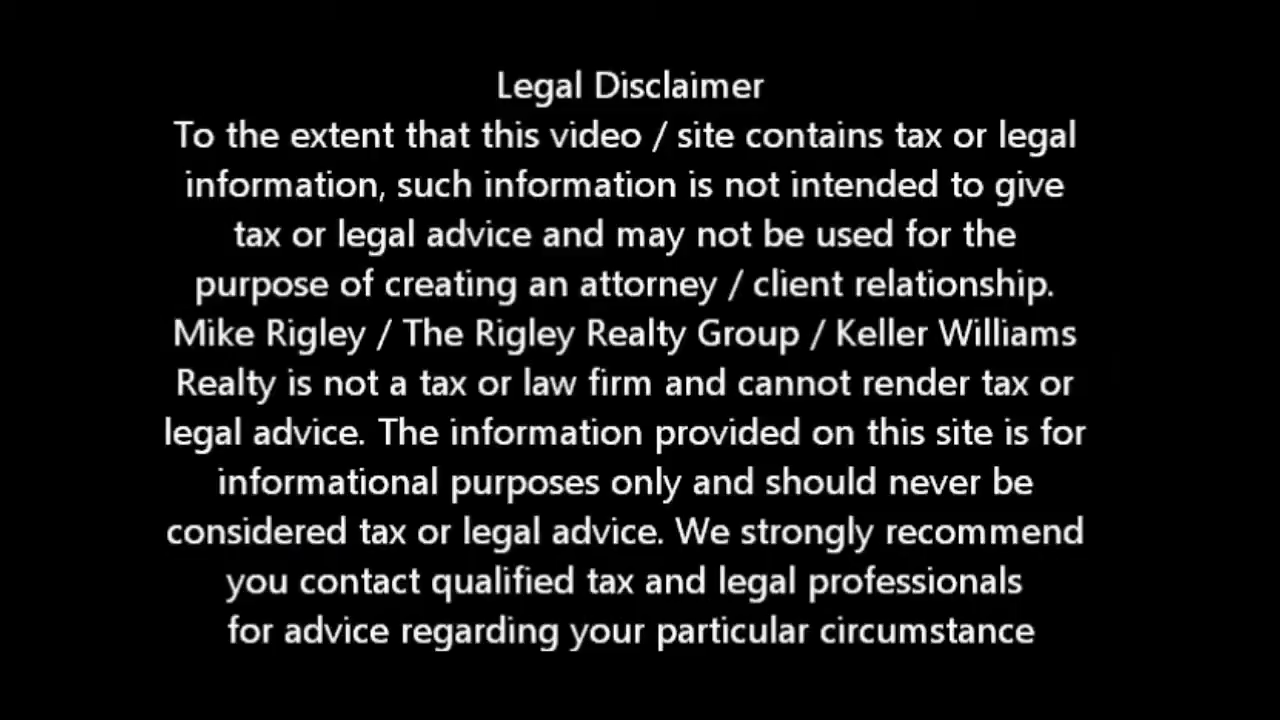 Legal Disclaimer
To the extent that this video / site contains tax or legal
information, such information is not intended to give
tax or legal advice and may not be used for the
purpose of creating an attorney / client relationship.
Mike Rigley / The Rigley Realty Group / Keller Williams
Realty is not a tax or law firm and cannot render tax or
legal advice. The information provided on this site is for
informational purposes only and should never be
considered tax or legal advice. We strongly recommend
you contact qualified tax and legal professionals
for advice regarding your particular circumstance